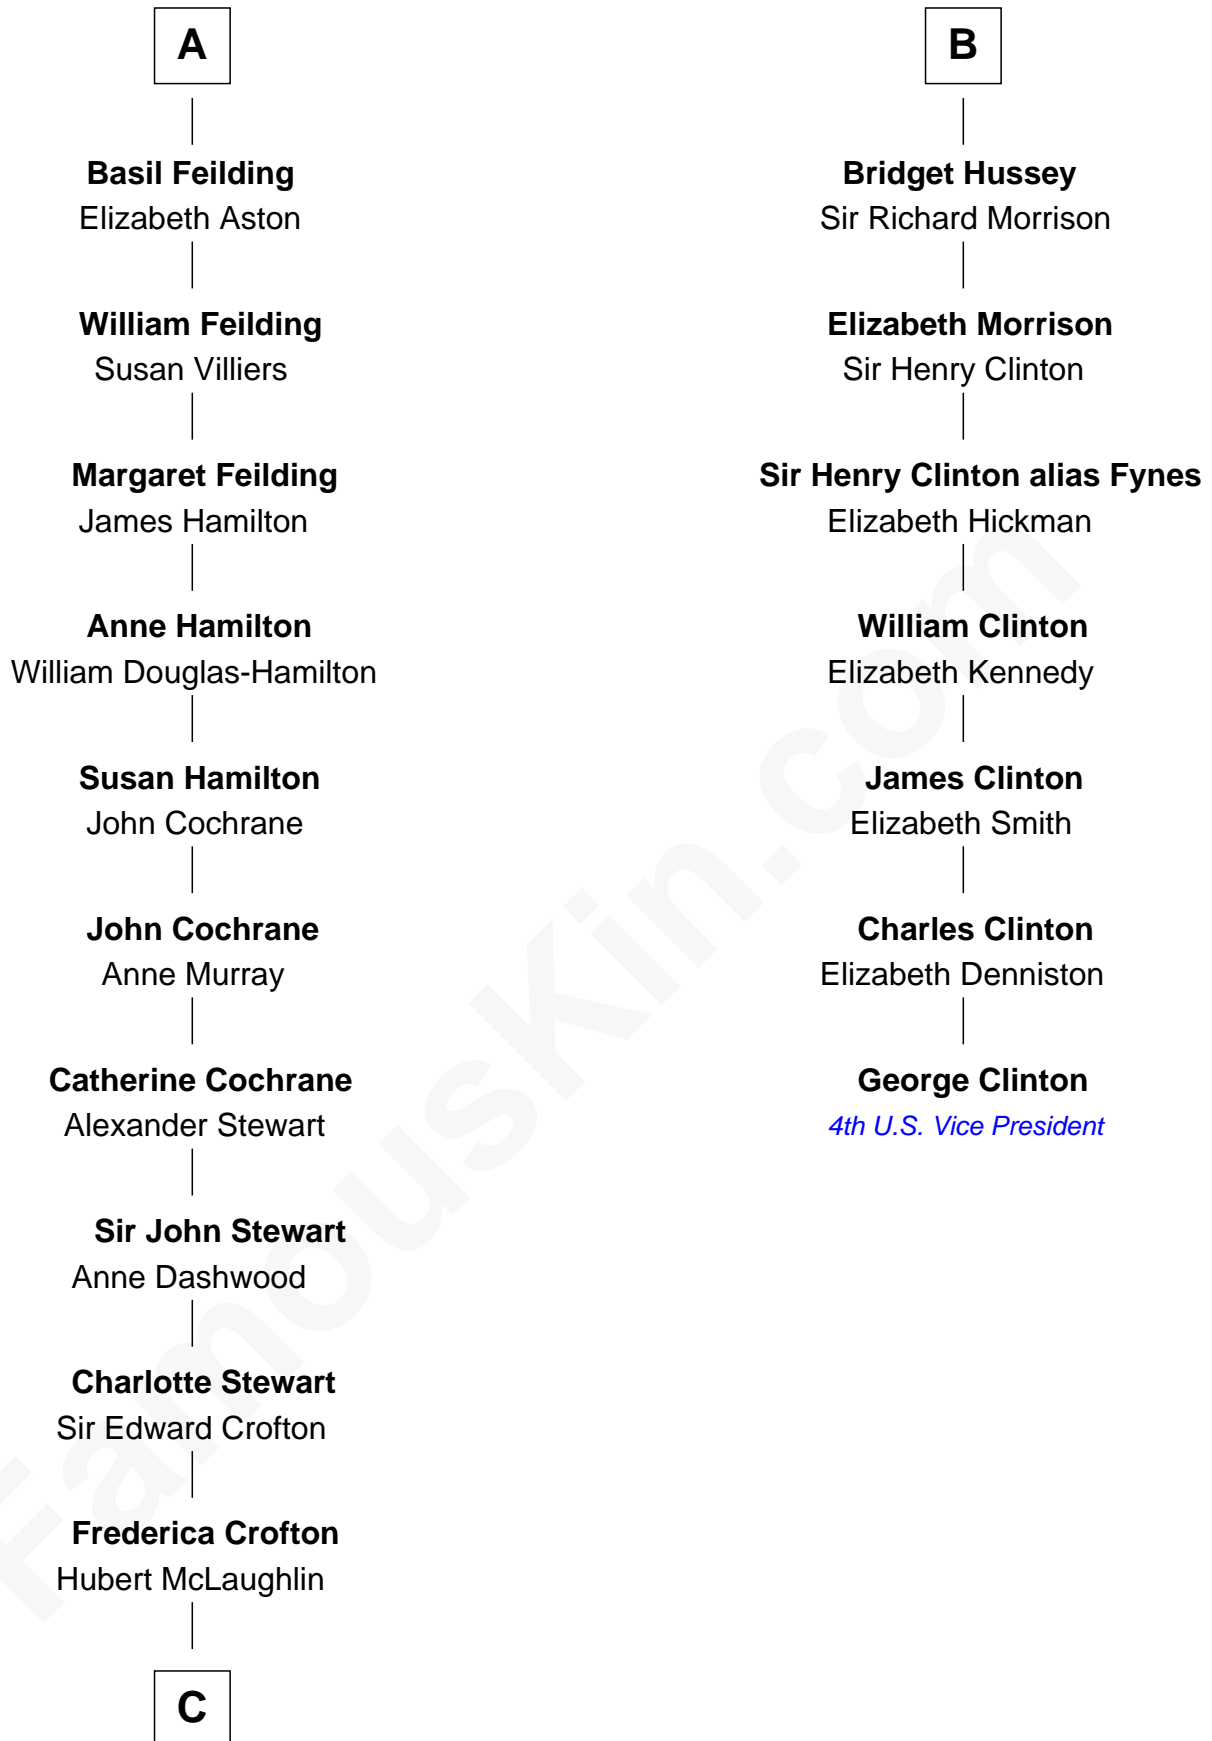 A
Basil Feilding
Elizabeth Aston
William Feilding
Susan Villiers
Margaret Feilding
James Hamilton
Anne Hamilton
William Douglas-Hamilton
Susan Hamilton
John Cochrane
John Cochrane
Anne Murray
Catherine Cochrane
Alexander Stewart
Sir John Stewart
Anne Dashwood
Charlotte Stewart
Sir Edward Crofton
Frederica Crofton
Hubert McLaughlin
C
B
Bridget Hussey
Sir Richard Morrison
Elizabeth Morrison
Sir Henry Clinton
Sir Henry Clinton alias Fynes
Elizabeth Hickman
William Clinton
Elizabeth Kennedy
James Clinton
Elizabeth Smith
Charles Clinton
Elizabeth Denniston
George Clinton
4th U.S. Vice President
FamousKin.com